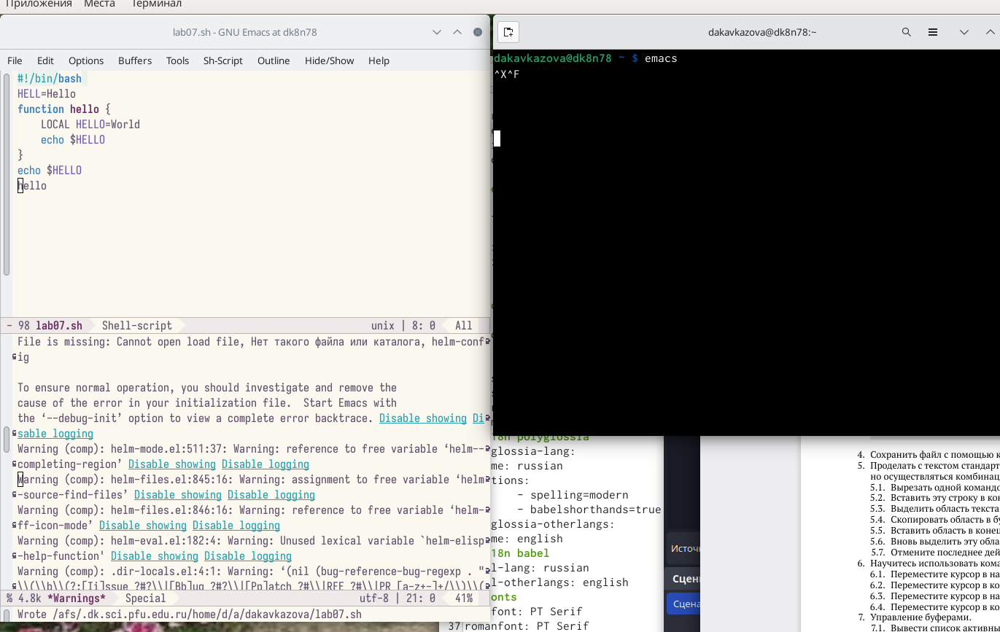 Приложения Места Терминал
lab07.sh - GNU Emacs at dk8n78
File Edit Options Buffers Tools Sh-Script Outline Hide/Show Help
#!/bin/bash
HELL=Hello
function hello {
LOCAL HELLO=World
echo $HELLO
}
echo $HELLO
hello
- 98 lab07.sh Shell-script unix | 8: 0 All
File is missing: Cannot open load file, Нет такого файла или каталога, helm-conf
ig
To ensure normal operation, you should investigate and remove the
cause of the error in your initialization file. Start Emacs with
the ‘--debug-init’ option to view a complete error backtrace. Disable showing Di
sable logging
Warning (comp): helm-mode.el:511:37: Warning: reference to free variable ‘helm--
completing-region’ Disable showing Disable logging
Warning (comp): helm-files.el:845:16: Warning: assignment to free variable ‘helm
-source-find-files’ Disable showing Disable logging
Warning (comp): helm-files.el:846:16: Warning: reference to free variable ‘helm-
ff-icon-mode’ Disable showing Disable logging
Warning (comp): helm-eval.el:182:4: Warning: Unused lexical variable `helm-elisp
-help-function' Disable showing Disable logging
Warning (comp): .dir-locals.el:4:1: Warning: ‘(nil (bug-reference-bug-regexp . "
% 4.8k *Warnings* Special utf-8 | 21: 0 41%
Wrote /afs/.dk.sci.pfu.edu.ru/home/d/a/dakavkazova/lab07.sh
dakavkazova@dk8n78:~
dakavkazova@dk8n78 ~ $ emacs
^X^F
18n polyglossia
glossia-lang:
me: russian
tions:
- spelling=modern
- babelshorthands=true
glossia-otherlangs:
me: english
18n babel
l-lang: russian
l-otherlangs: english
onts
font: PT Serif
37 romanfont: PT Serif
Источ
Сцен
Сцена
4. Сохранить файл с помощью к
5. Проделать с текстом стандарт
но осуществляться комбинац
5.1. Вырезать одной командо
5.2. Вставить эту строку в кон
5.3. Выделить область текста
5.4. Скопировать область в бу
5.5. Вставить область в конец
5.6. Вновь выделить эту обла
5.7. Отмените последнее дей
6. Научитесь использовать кома
6.1. Переместите курсор в на
6.2. Переместите курсор в ко
6.3. Переместите курсор в на
6.4. Переместите курсор в ко
7. Управление буферами.
7.1. Вывести список активны